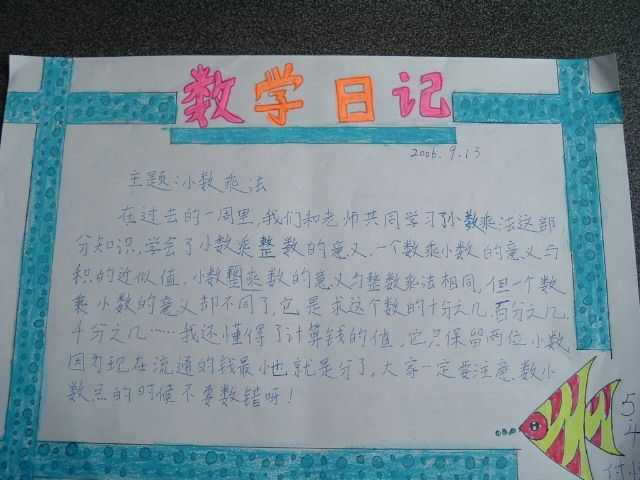 数学日记
2006.9.13
主题:小数乘法
在过去的一周里,我们和老师共同学习了小数乘法这部
分知识,学会了小数乘整数的意义,一个数乘小数的意义与
积的近似值,小数乘整数的意义与整数乘法相同,但一个数
乘小数的意义却不同了,它是求这个数的十分之几,百分之几,
千分之几……我还懂得了计算钱的值,它只保留两位小数,
因为现在流通的钱最小也就是分了,大家一定要注意,数小
数点的时候不要数错呀!
5